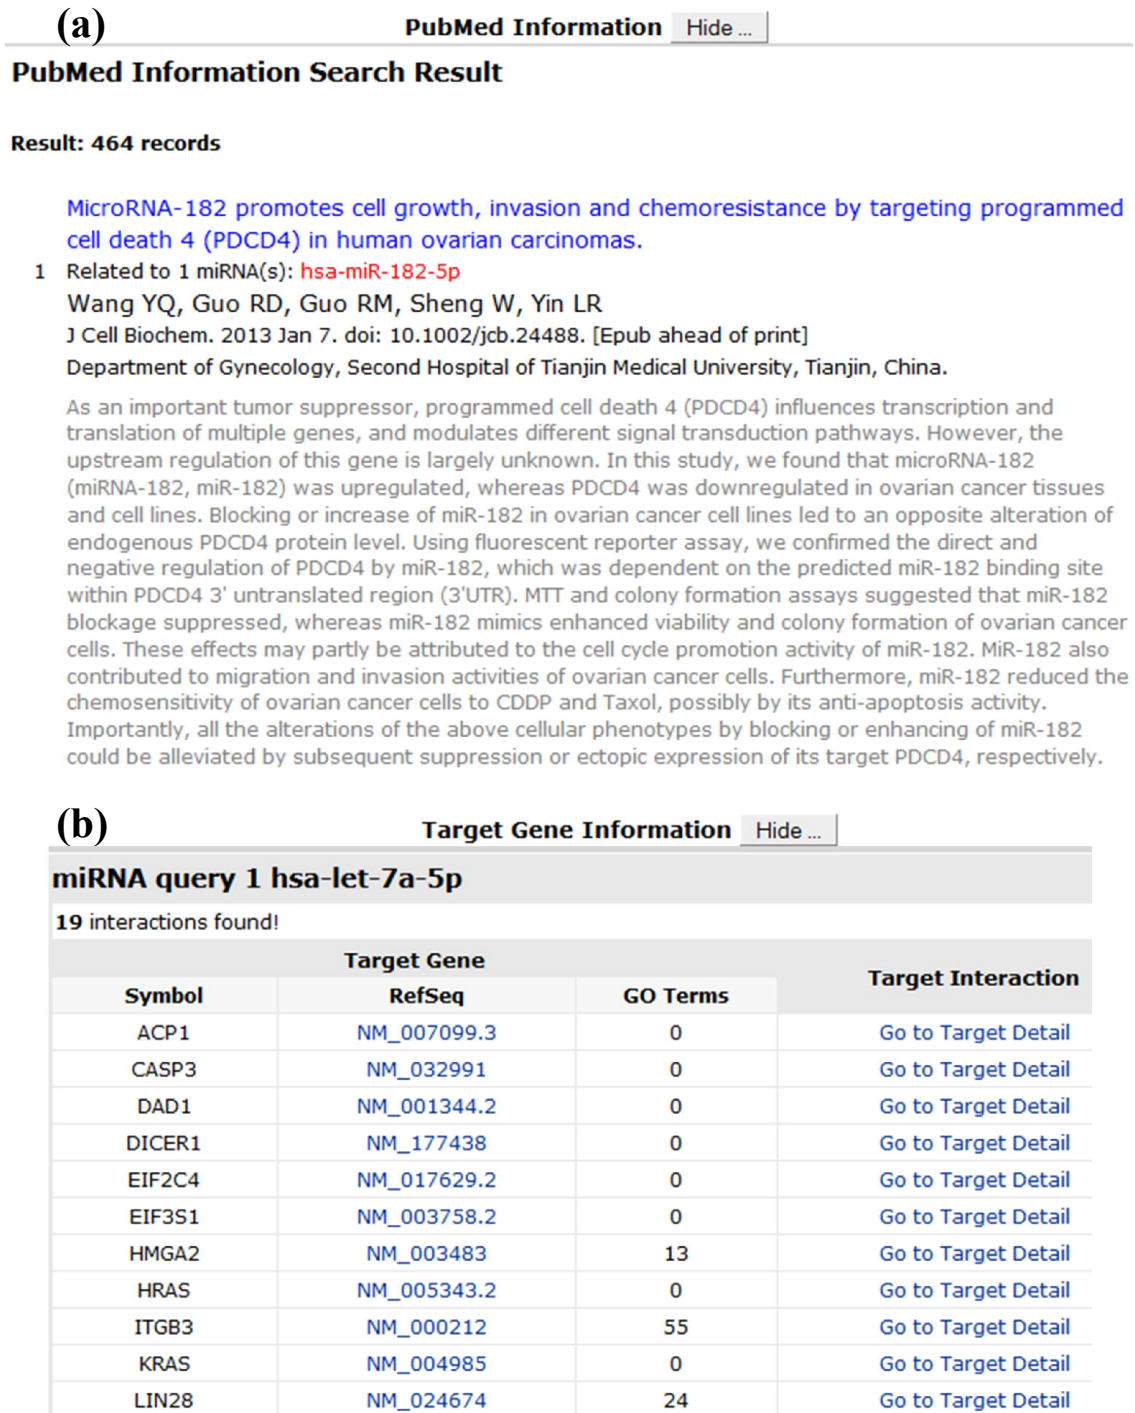 (a)
PubMed Information Hide ...
PubMed Information Search Result
Result: 464 records
MicroRNA-182 promotes cell growth, invasion and chemoresistance by targeting programmed
cell death 4 (PDCD4) in human ovarian carcinomas.
1 Related to 1 miRNA(s): hsa-miR-182-5p
Wang YQ, Guo RD, Guo RM, Sheng W, Yin LR
J Cell Biochem. 2013 Jan 7. doi: 10.1002/jcb.24488. [Epub ahead of print]
Department of Gynecology, Second Hospital of Tianjin Medical University, Tianjin, China.
As an important tumor suppressor, programmed cell death 4 (PDCD4) influences transcription and
translation of multiple genes, and modulates different signal transduction pathways. However, the
upstream regulation of this gene is largely unknown. In this study, we found that microRNA-182
(miRNA-182, miR-182) was upregulated, whereas PDCD4 was downregulated in ovarian cancer tissues
and cell lines. Blocking or increase of miR-182 in ovarian cancer cell lines led to an opposite alteration of
endogenous PDCD4 protein level. Using fluorescent reporter assay, we confirmed the direct and
negative regulation of PDCD4 by miR-182, which was dependent on the predicted miR-182 binding site
within PDCD4 3' untranslated region (3'UTR). MTT and colony formation assays suggested that miR-182
blockage suppressed, whereas miR-182 mimics enhanced viability and colony formation of ovarian cancer
cells. These effects may partly be attributed to the cell cycle promotion activity of miR-182. MiR-182 also
contributed to migration and invasion activities of ovarian cancer cells. Furthermore, miR-182 reduced the
chemosensitivity of ovarian cancer cells to CDDP and Taxol, possibly by its anti-apoptosis activity.
Importantly, all the alterations of the above cellular phenotypes by blocking or enhancing of miR-182
could be alleviated by subsequent suppression or ectopic expression of its target PDCD4, respectively.
(b)
Target Gene Information Hide ...
miRNA query 1 hsa-let-7a-5p
19 interactions found!
Target Gene
Target Interaction
Symbol RefSeq GO Terms
ACP1 NM_007099.3 0 Go to Target Detail
CASP3 NM_032991 0 Go to Target Detail
DAD1 NM_001344.2 0 Go to Target Detail
DICER1 NM_177438 0 Go to Target Detail
EIF2C4 NM_017629.2 0 Go to Target Detail
EIF3S1 NM_003758.2 0 Go to Target Detail
HMGA2 NM_003483 13 Go to Target Detail
HRAS NM_005343.2 0 Go to Target Detail
ITGB3 NM_000212 55 Go to Target Detail
KRAS NM_004985 0 Go to Target Detail
LIN28 NM_024674 24 Go to Target Detail